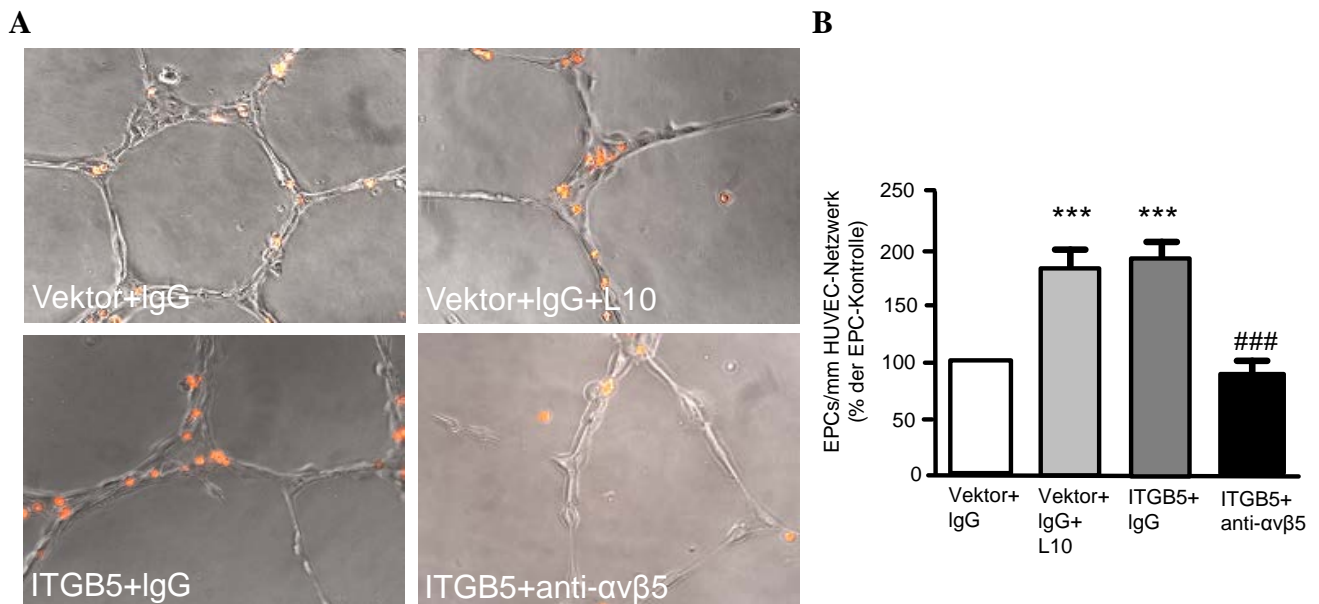 A
B
Vektor+IgG
Vektor+IgG+L10
ITGB5+IgG
ITGB5+anti-αvβ5
EPCs/mm HUVEC-Netzwerk
(% der EPC-Kontrolle)
250
200
150
100
50
0
***
***
###
Vektor+
IgG
Vektor+
IgG+
L10
ITGB5+
IgG
ITGB5+
anti-αvβ5